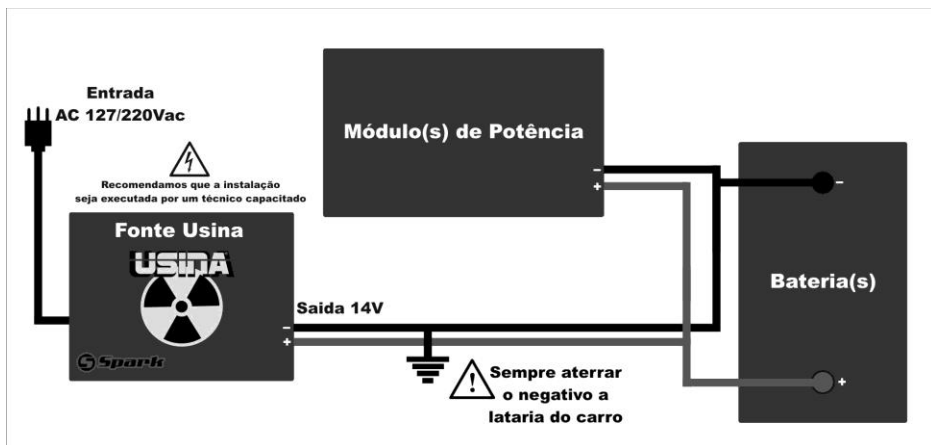 Entrada
AC 127/220Vac
Recomendamos que a instalação
seja executada por um técnico capacitado
Fonte Usina
USINA
Spark
Saida 14V
-
+
Módulo(s) de Potência
-
+
Sempre aterrar
o negativo a
lataria do carro
!
-
Bateria(s)
+